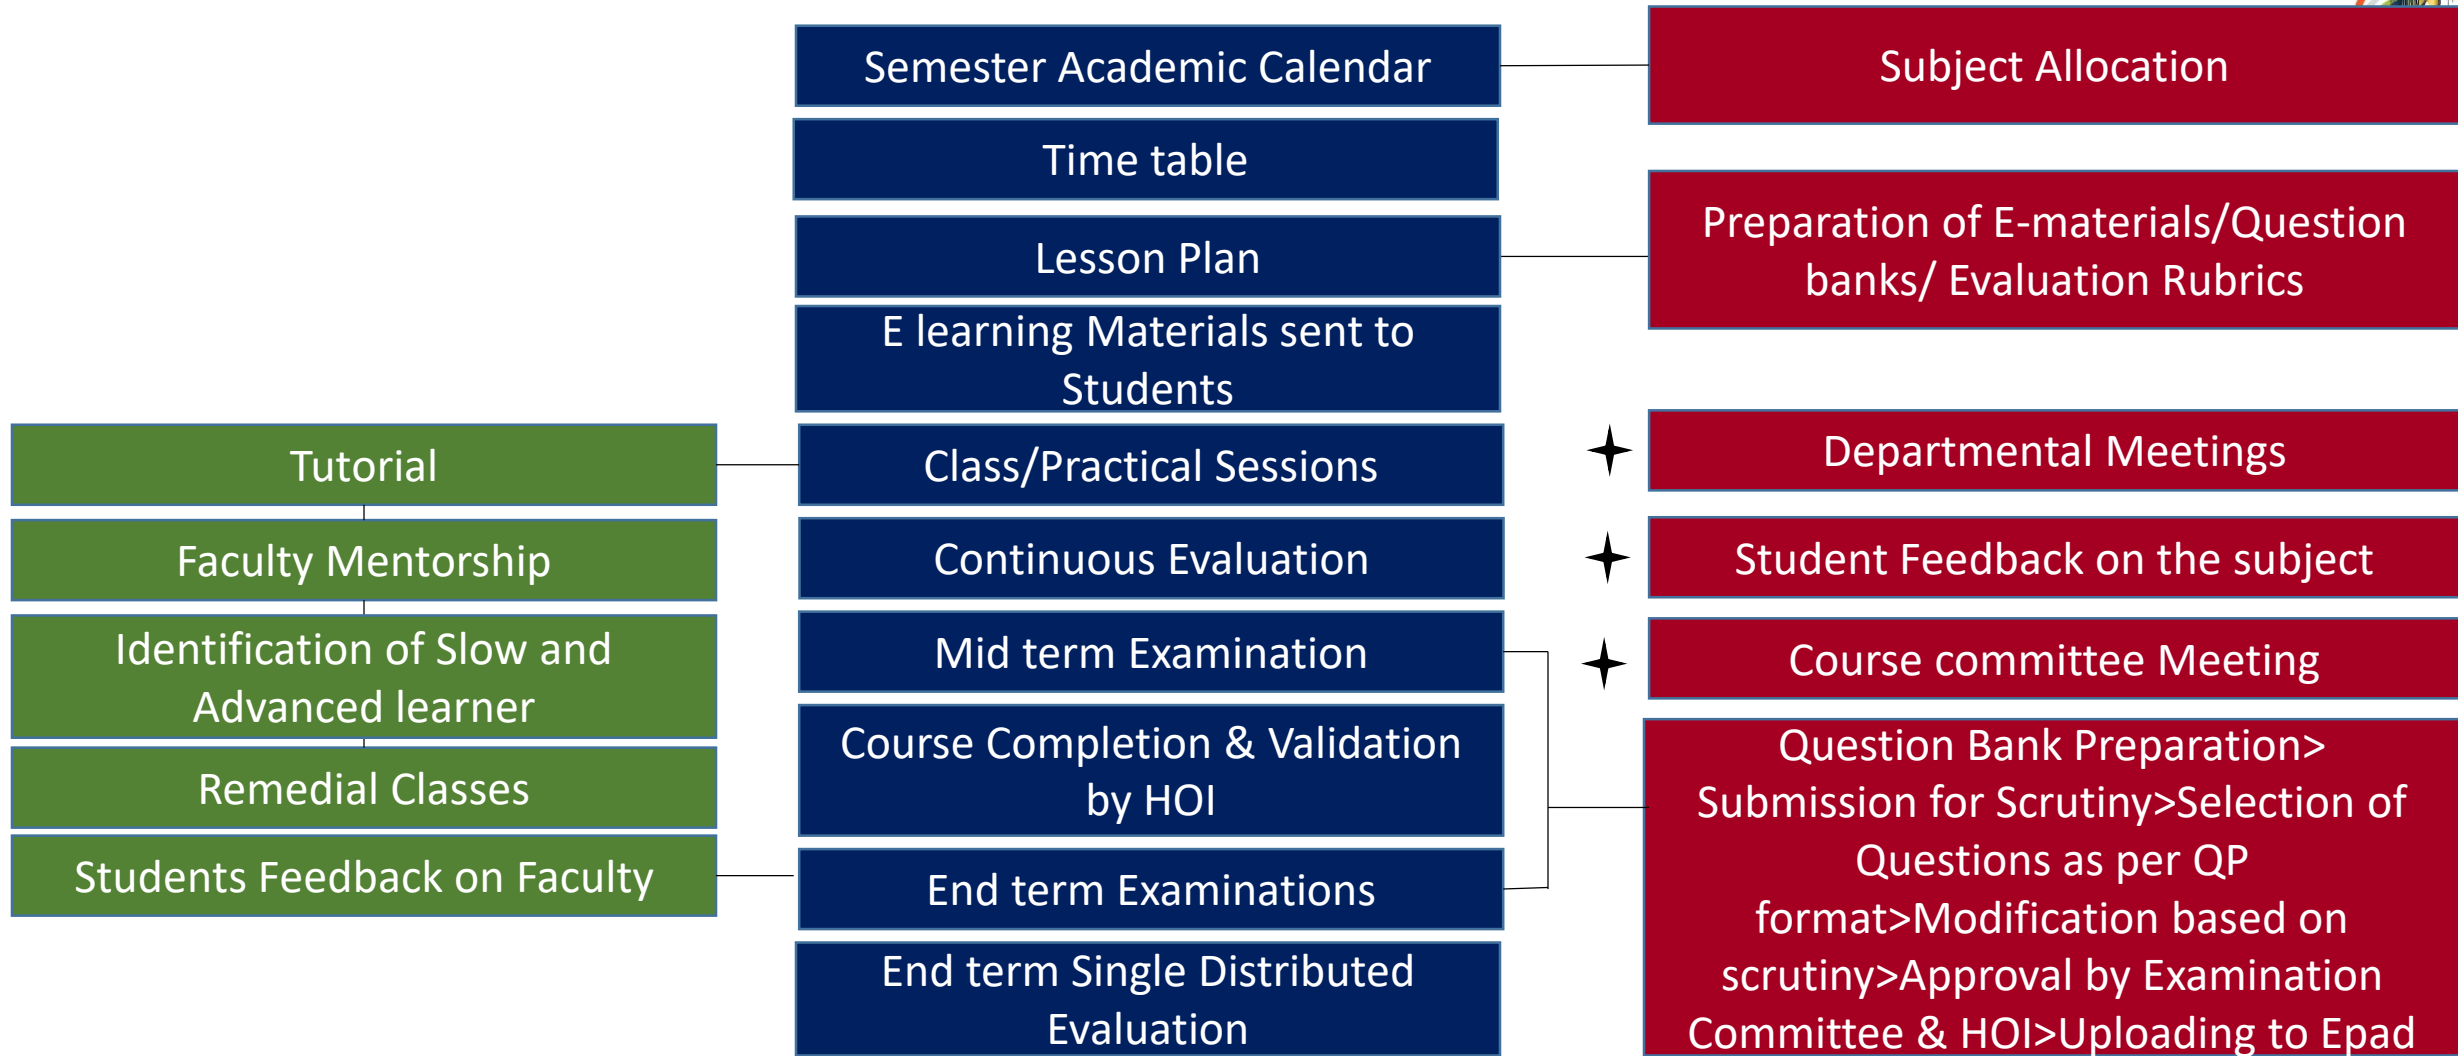 Semester Academic Calendar
Subject Allocation
Time table
Preparation of E-materials/Question
banks/ Evaluation Rubrics
Lesson Plan
E learning Materials sent to
Students
Tutorial
Class/Practical Sessions
Departmental Meetings
Faculty Mentorship
Continuous Evaluation
Student Feedback on the subject
Identification of Slow and
Advanced learner
Mid term Examination
Course committee Meeting
Remedial Classes
Course Completion & Validation
by HOI
Question Bank Preparation>
Submission for Scrutiny>Selection of
Questions as per QP
format>Modification based on
scrutiny>Approval by Examination
Committee & HOI>Uploading to Epad
Students Feedback on Faculty
End term Examinations
End term Single Distributed
Evaluation